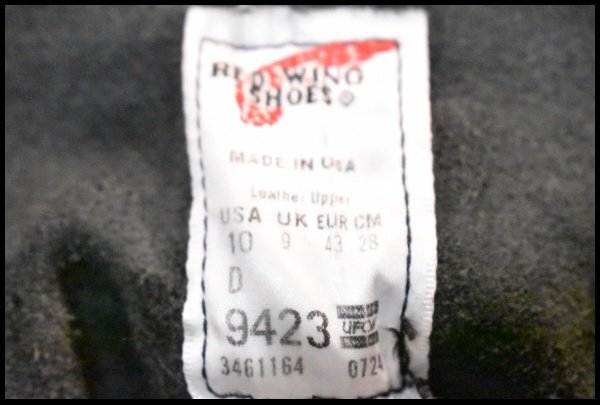 RED WING
SHOES®
MADE IN USA
Leather Upper
USA UK EUR CM
10 9 43 28
D
9423 UFCW
3461164 0724